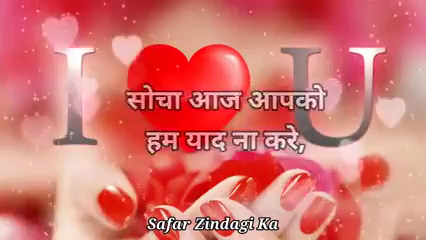 I ❤ U
सोचा आज आपको
हम याद ना करे,
Safar Zindagi Ka